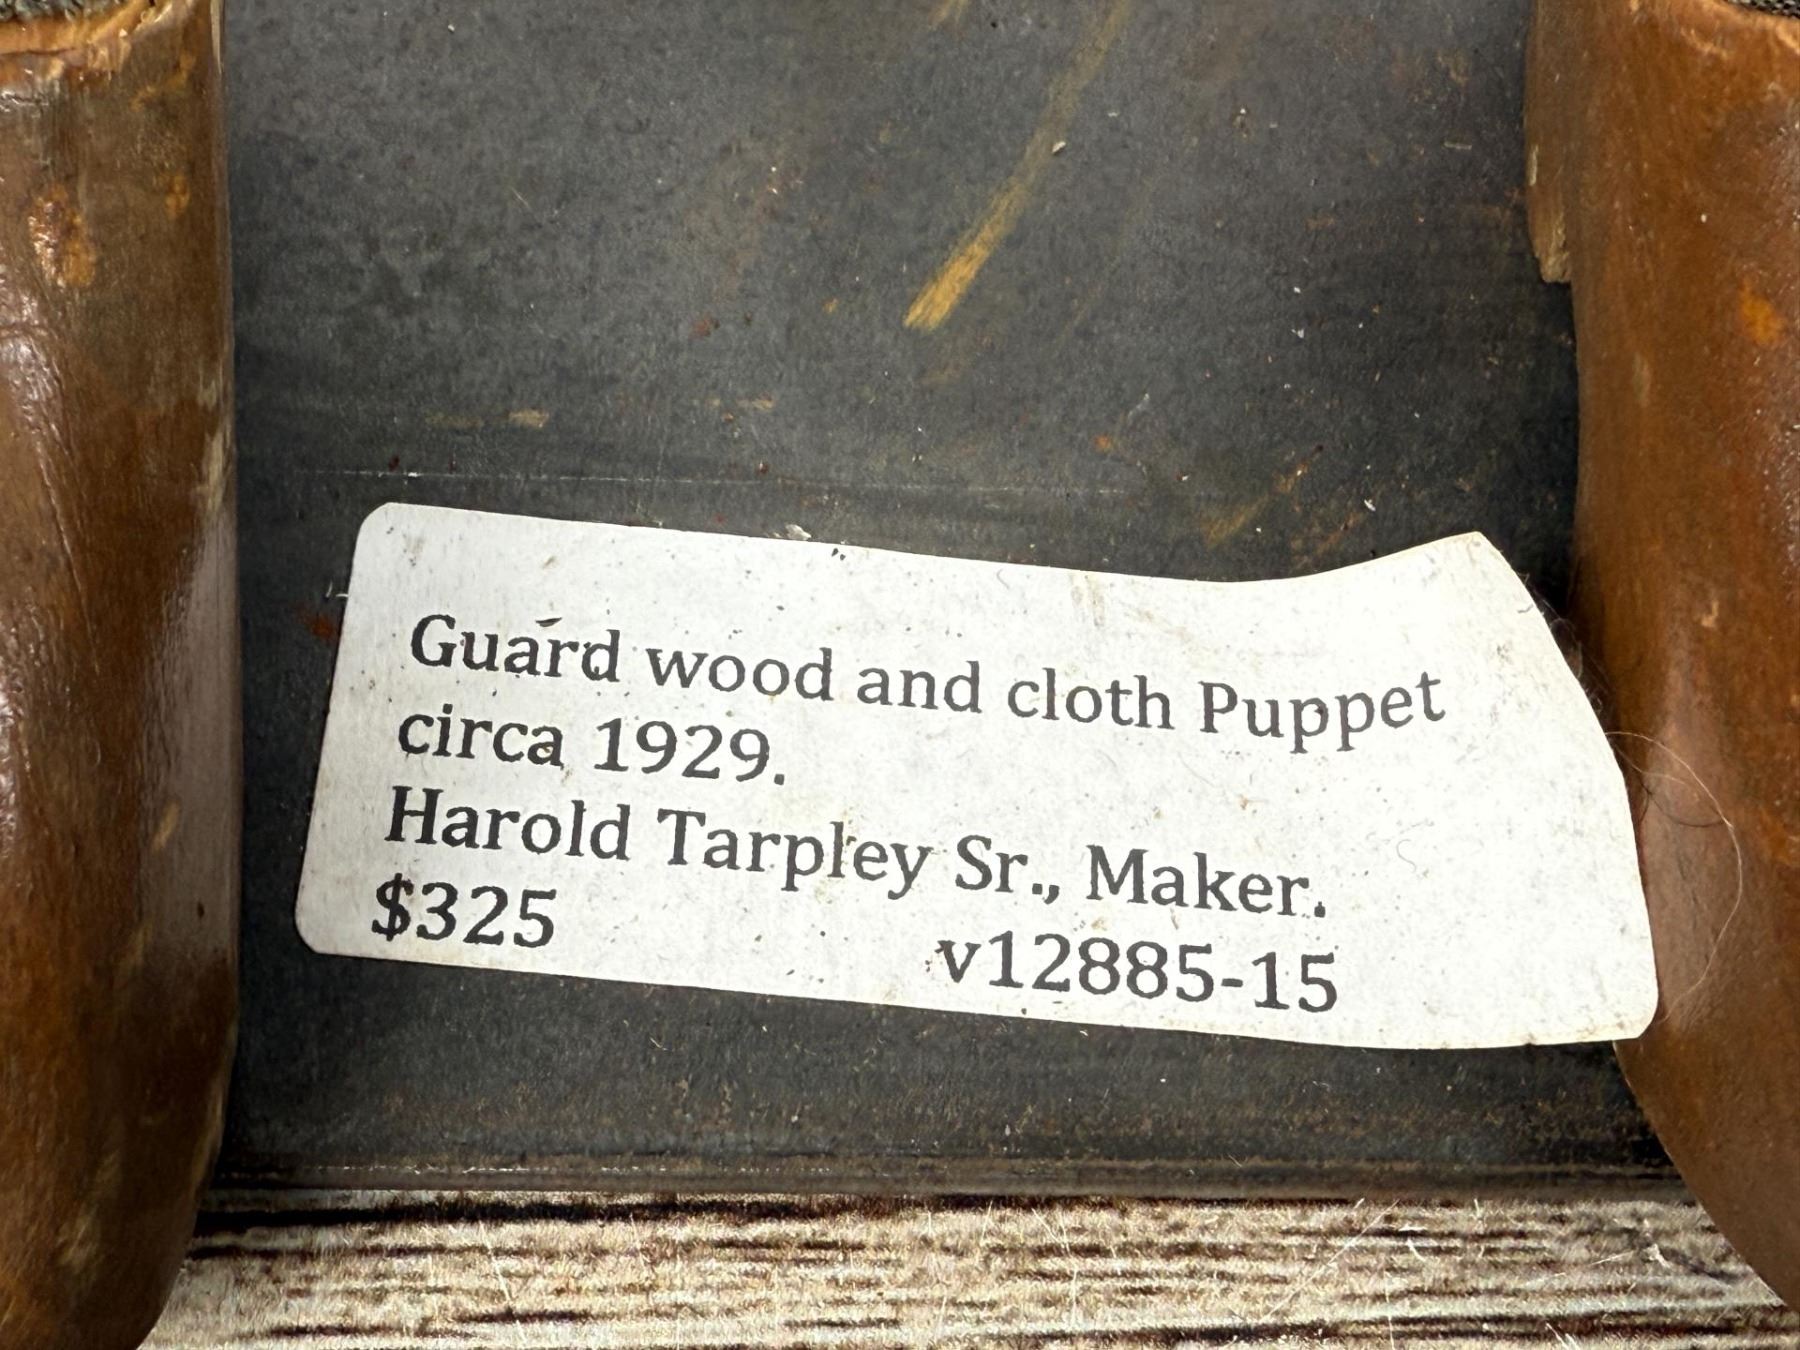 Guard wood and cloth Puppet
circa 1929.
Harold Tarpley Sr., Maker.
$325 v12885-15